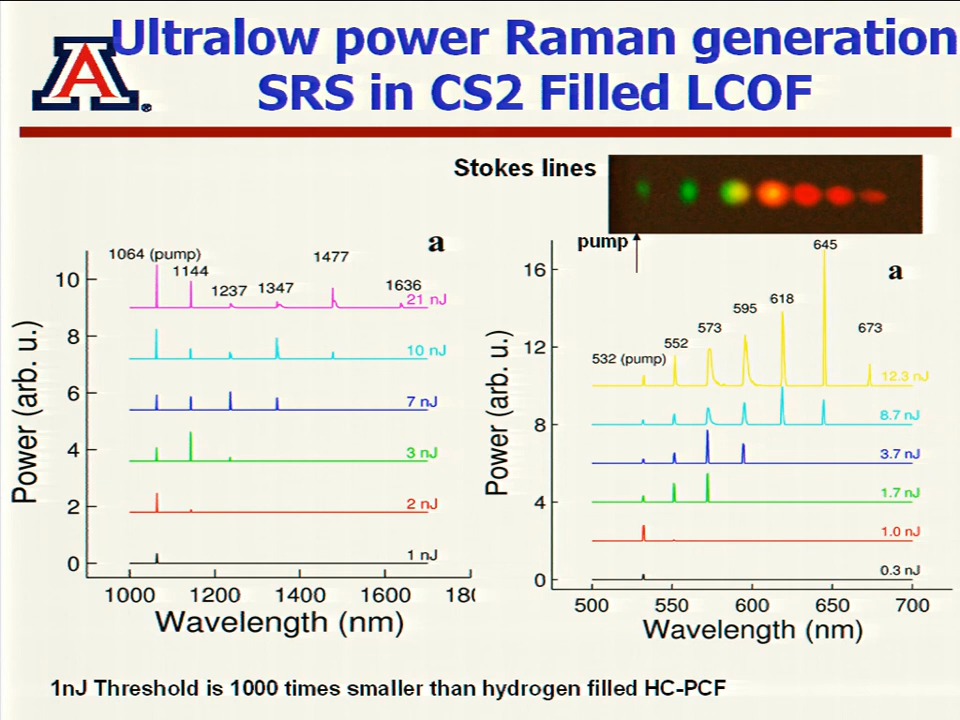 Ultralow power Raman generation
SRS in CS2 Filled LCOF
A
®
Stokes lines
pump
a
1064 (pump)
1144
1237
1347
1477
1636
21 nJ
10 nJ
7 nJ
3 nJ
2 nJ
1 nJ
10
8
6
4
2
0
Power (arb. u.)
1000 1200 1400 1600 180
Wavelength (nm)
a
532 (pump)
552
573
595
618
645
673
12.3 nJ
8.7 nJ
3.7 nJ
1.7 nJ
1.0 nJ
0.3 nJ
16
12
8
4
0
Power (arb. u.)
500 550 600 650 700
Wavelength (nm)
1nJ Threshold is 1000 times smaller than hydrogen filled HC-PCF